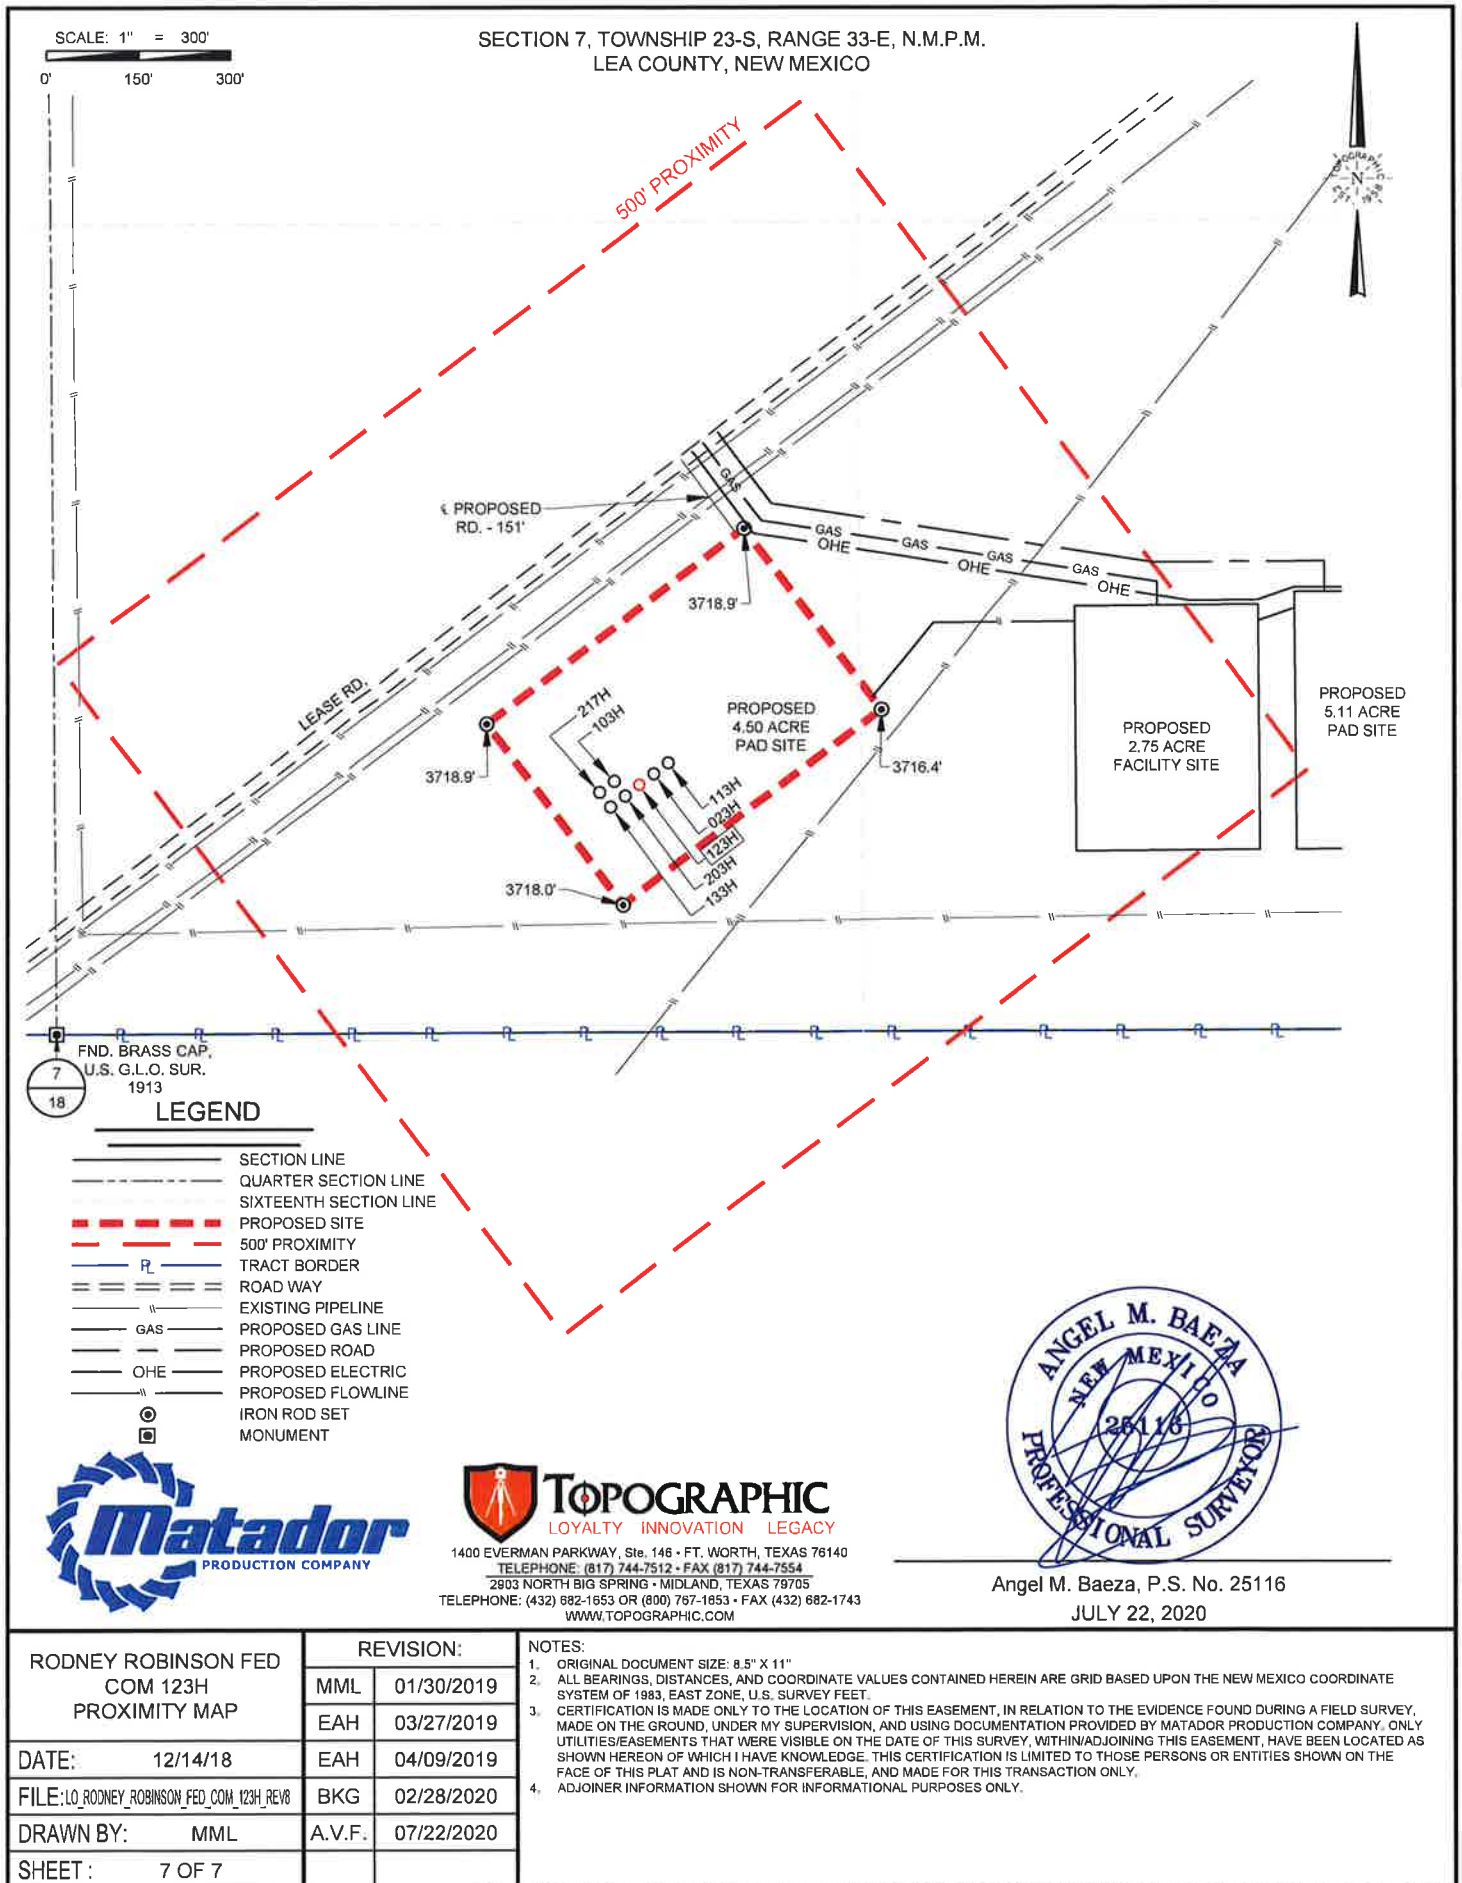 SCALE: 1" = 300'
0' 150' 300'
SECTION 7, TOWNSHIP 23-S, RANGE 33-E, N.M.P.M.
LEA COUNTY, NEW MEXICO
N
500' PROXIMITY
℄ PROPOSED
RD. - 151'
GAS
GAS
GAS
GAS
GAS
OHE
OHE
OHE
3718.9'
LEASE RD.
217H
103H
PROPOSED
4.50 ACRE
PAD SITE
PROPOSED
2.75 ACRE
FACILITY SITE
PROPOSED
5.11 ACRE
PAD SITE
3718.9'
3716.4'
113H
023H
123H
203H
133H
3718.0'
FND. BRASS CAP,
U.S. G.L.O. SUR.
1913
7
18
LEGEND
SECTION LINE
QUARTER SECTION LINE
SIXTEENTH SECTION LINE
PROPOSED SITE
500' PROXIMITY
PL TRACT BORDER
ROAD WAY
EXISTING PIPELINE
GAS PROPOSED GAS LINE
PROPOSED ROAD
OHE PROPOSED ELECTRIC
PROPOSED FLOWLINE
IRON ROD SET
MONUMENT
Matador
PRODUCTION COMPANY
TOPOGRAPHIC
LOYALTY INNOVATION LEGACY
1400 EVERMAN PARKWAY, Ste. 146 • FT. WORTH, TEXAS 76140
TELEPHONE: (817) 744-7512 • FAX (817) 744-7554
2903 NORTH BIG SPRING • MIDLAND, TEXAS 79705
TELEPHONE: (432) 682-1653 OR (800) 767-1653 • FAX (432) 682-1743
WWW.TOPOGRAPHIC.COM
ANGEL M. BAEZA
NEW MEXICO
25116
PROFESSIONAL SURVEYOR
Angel M. Baeza, P.S. No. 25116
JULY 22, 2020
RODNEY ROBINSON FED
COM 123H
PROXIMITY MAP
DATE: 12/14/18
FILE:LO_RODNEY_ROBINSON_FED_COM_123H_REV8
DRAWN BY: MML
SHEET : 7 OF 7
REVISION:
MML 01/30/2019
EAH 03/27/2019
EAH 04/09/2019
BKG 02/28/2020
A.V.F. 07/22/2020
NOTES:
1. ORIGINAL DOCUMENT SIZE: 8.5" X 11"
2. ALL BEARINGS, DISTANCES, AND COORDINATE VALUES CONTAINED HEREIN ARE GRID BASED UPON THE NEW MEXICO COORDINATE
SYSTEM OF 1983, EAST ZONE, U.S. SURVEY FEET.
3. CERTIFICATION IS MADE ONLY TO THE LOCATION OF THIS EASEMENT, IN RELATION TO THE EVIDENCE FOUND DURING A FIELD SURVEY,
MADE ON THE GROUND, UNDER MY SUPERVISION, AND USING DOCUMENTATION PROVIDED BY MATADOR PRODUCTION COMPANY. ONLY
UTILITIES/EASEMENTS THAT WERE VISIBLE ON THE DATE OF THIS SURVEY, WITHIN/ADJOINING THIS EASEMENT, HAVE BEEN LOCATED AS
SHOWN HEREON OF WHICH I HAVE KNOWLEDGE. THIS CERTIFICATION IS LIMITED TO THOSE PERSONS OR ENTITIES SHOWN ON THE
FACE OF THIS PLAT AND IS NON-TRANSFERABLE, AND MADE FOR THIS TRANSACTION ONLY.
4. ADJOINER INFORMATION SHOWN FOR INFORMATIONAL PURPOSES ONLY.